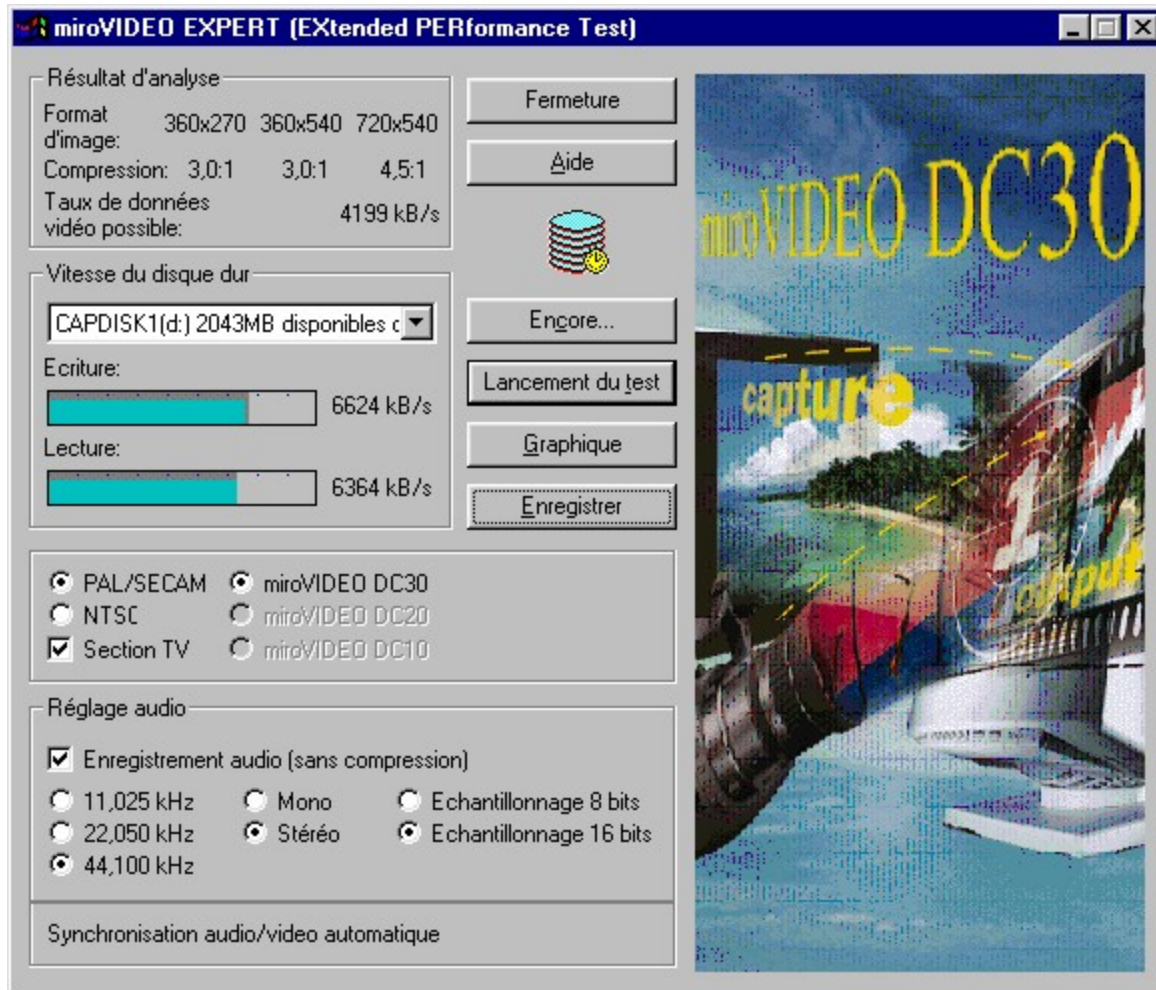 miroVIDEO EXPERT (EXtended PERformance Test)
Résultat d'analyse
Format d'image: 360x270 360x540 720x540
Compression: 3,0:1 3,0:1 4,5:1
Taux de données vidéo possible: 4199 kB/s
Vitesse du disque dur
CAPDISK1(d:) 2043MB disponibles
Ecriture:
6624 kB/s
Lecture:
6364 kB/s
Fermeture
Aide
Encore...
Lancement du test
Graphique
Enregistrer
PAL/SECAM miroVIDEO DC30
NTSC miroVIDEO DC20
Section TV miroVIDEO DC10
Réglage audio
Enregistrement audio (sans compression)
11,025 kHz Mono Echantillonnage 8 bits
22,050 kHz Stéréo Echantillonnage 16 bits
44,100 kHz
Synchronisation audio/video automatique
miroVIDEO DC30
capture
output